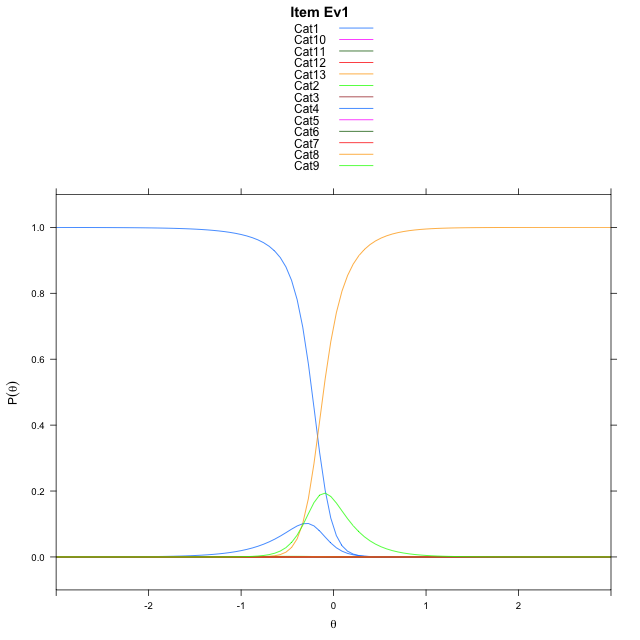 Item Ev1
Cat1
Cat10
Cat11
Cat12
Cat13
Cat2
Cat3
Cat4
Cat5
Cat6
Cat7
Cat8
Cat9
1.0
0.8
0.6
0.4
0.2
0.0
P(θ)
-2 -1 0 1 2
θ